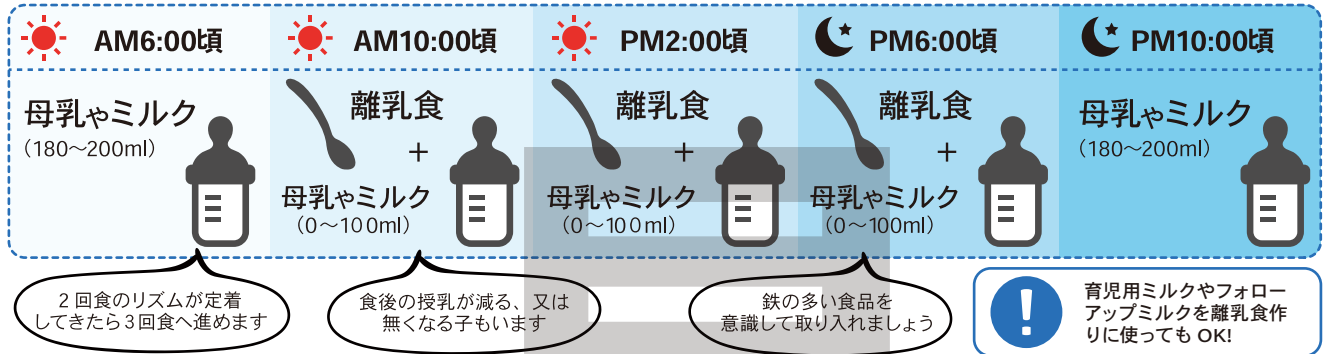 AM6:00頃
AM10:00頃
PM2:00頃
PM6:00頃
PM10:00頃
母乳やミルク
(180〜200ml)
離乳食
+
母乳やミルク
(0〜100ml)
離乳食
+
母乳やミルク
(0〜100ml)
離乳食
+
母乳やミルク
(0〜100ml)
母乳やミルク
(180〜200ml)
2回食のリズムが定着
してきたら3回食へ進めます
食後の授乳が減る、又は
無くなる子もいます
鉄の多い食品を
意識して取り入れましょう
!
育児用ミルクやフォロー
アップミルクを離乳食作
りに使ってもOK!